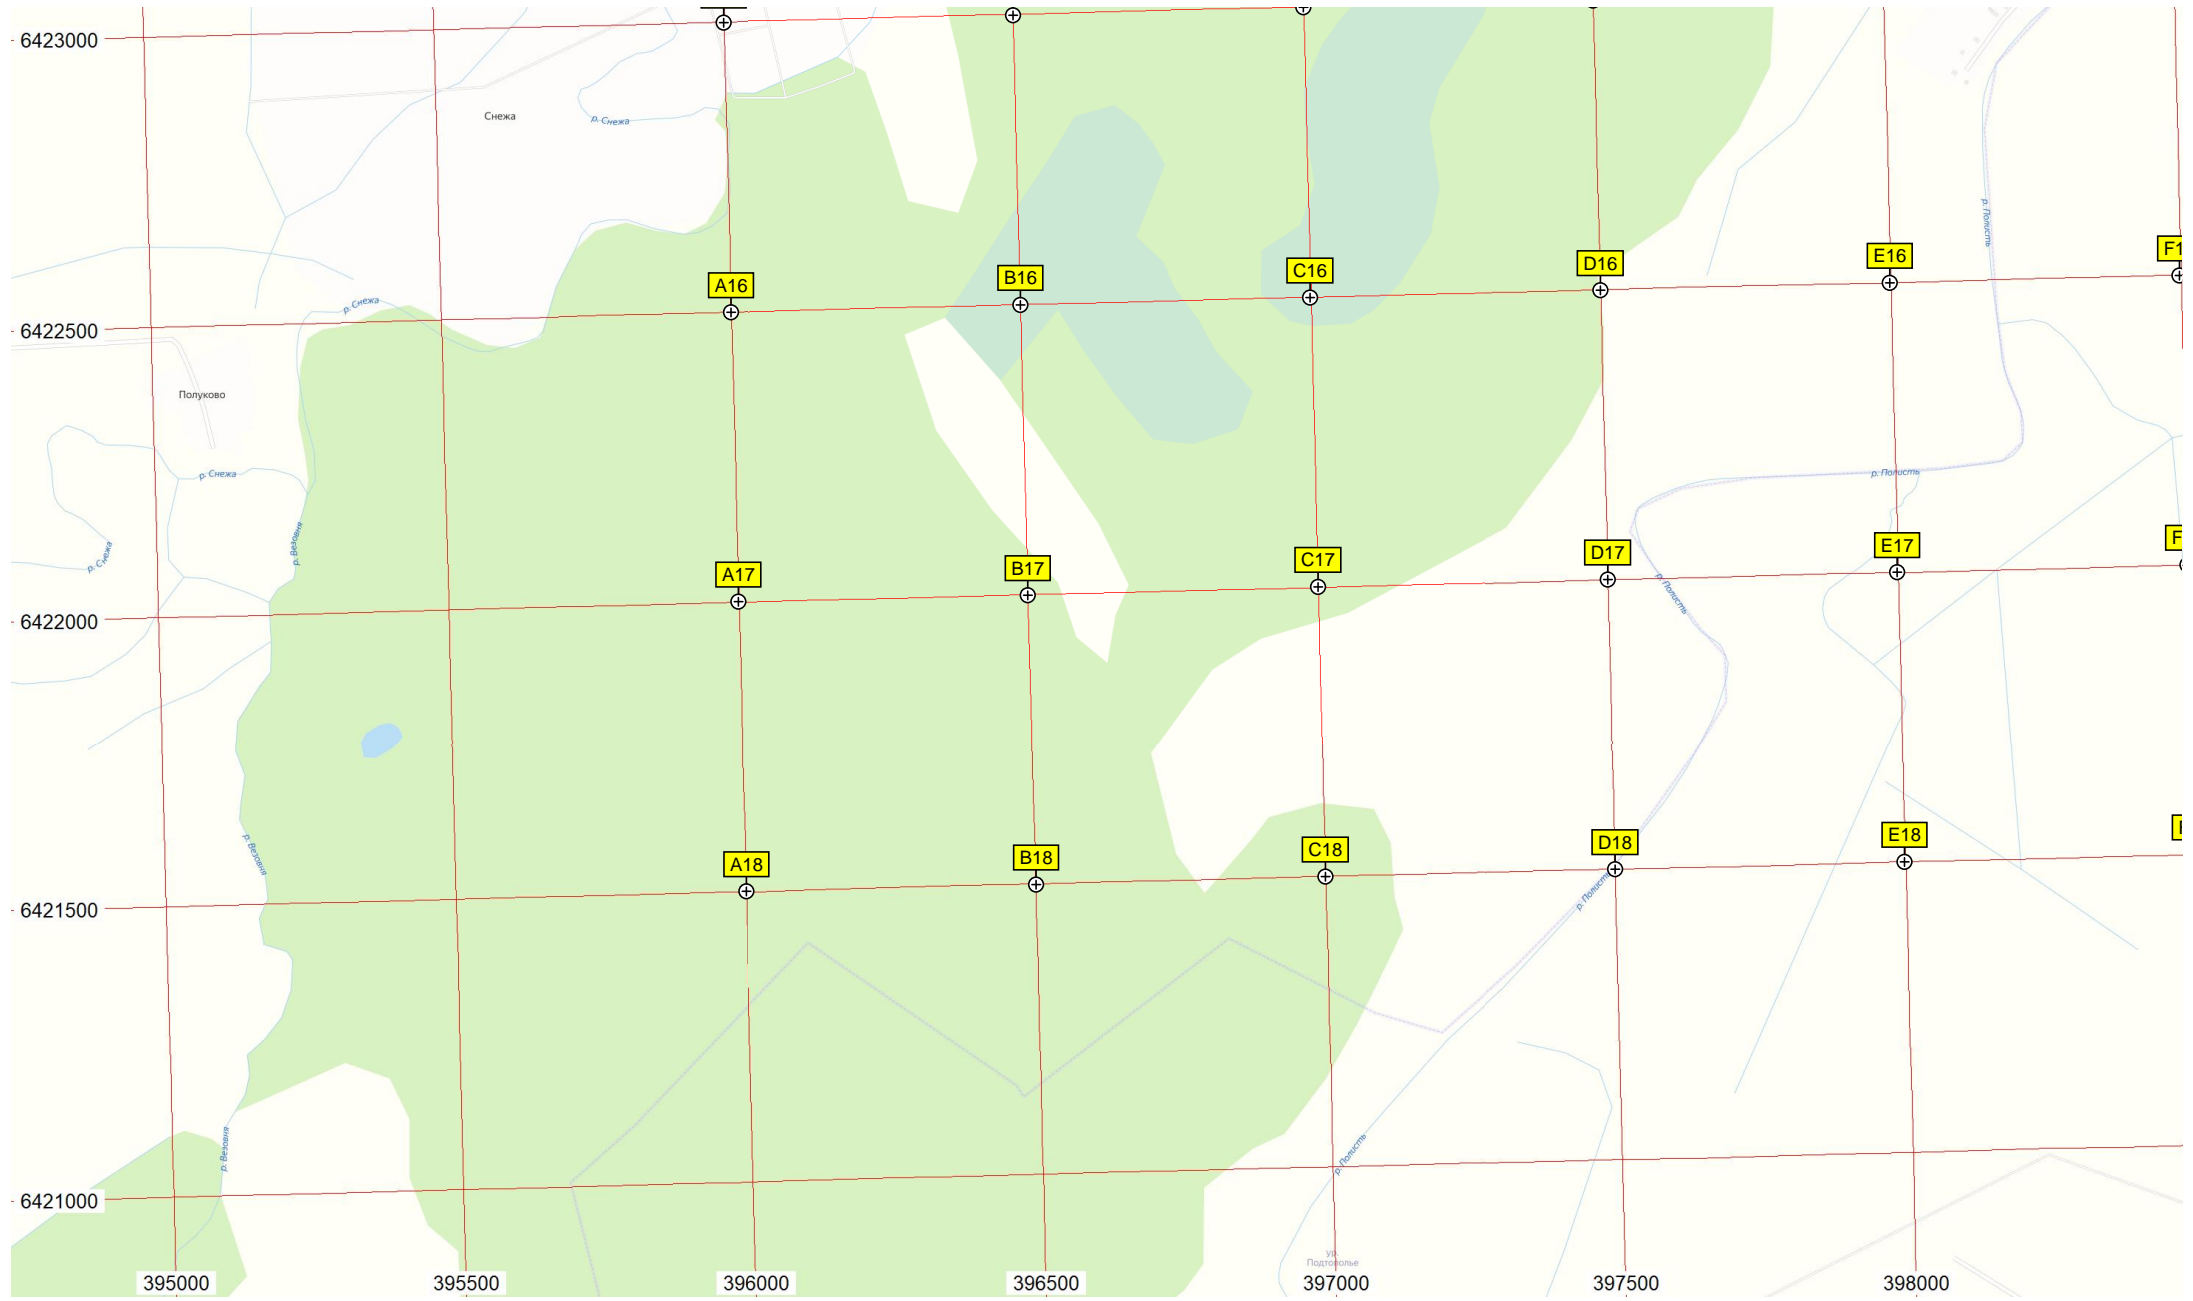 6423000
Снежа
р. Снежа
р. Полисть
F1
E16
D16
C16
B16
A16
р. Снежа
6422500
Полуково
р. Снежа
р. Полисть
р. Везовня
р. Снежа
F
E17
D17
C17
B17
A17
р. Полисть
6422000
р. Везовня
E18
D18
C18
B18
A18
р. Полисть
6421500
р. Везовня
р. Полисть
6421000
ур.
Подтополье
395000 395500 396000 396500 397000 397500 398000